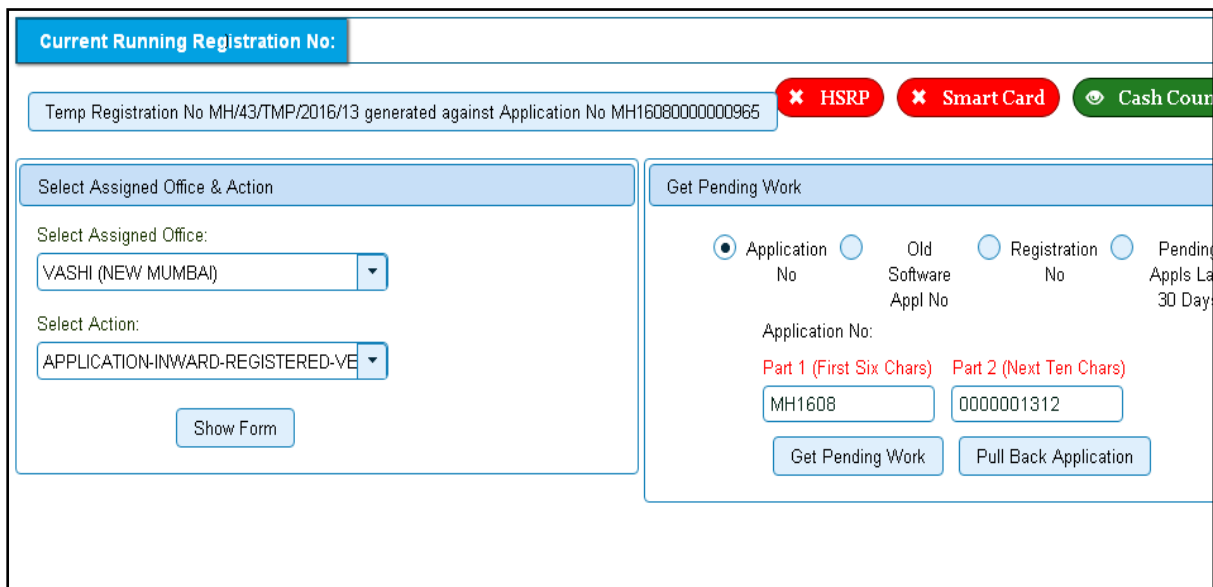 Current Running Registration No:
Temp Registration No MH/43/TMP/2016/13 generated against Application No MH16080000000965
HSRP
Smart Card
Cash Coun
Select Assigned Office & Action
Select Assigned Office:
VASHI (NEW MUMBAI)
Select Action:
APPLICATION-INWARD-REGISTERED-VE
Show Form
Get Pending Work
Application No
Old Software Appl No
Registration No
Pending Appls La 30 Days
Application No:
Part 1 (First Six Chars) Part 2 (Next Ten Chars)
MH1608 0000001312
Get Pending Work Pull Back Application